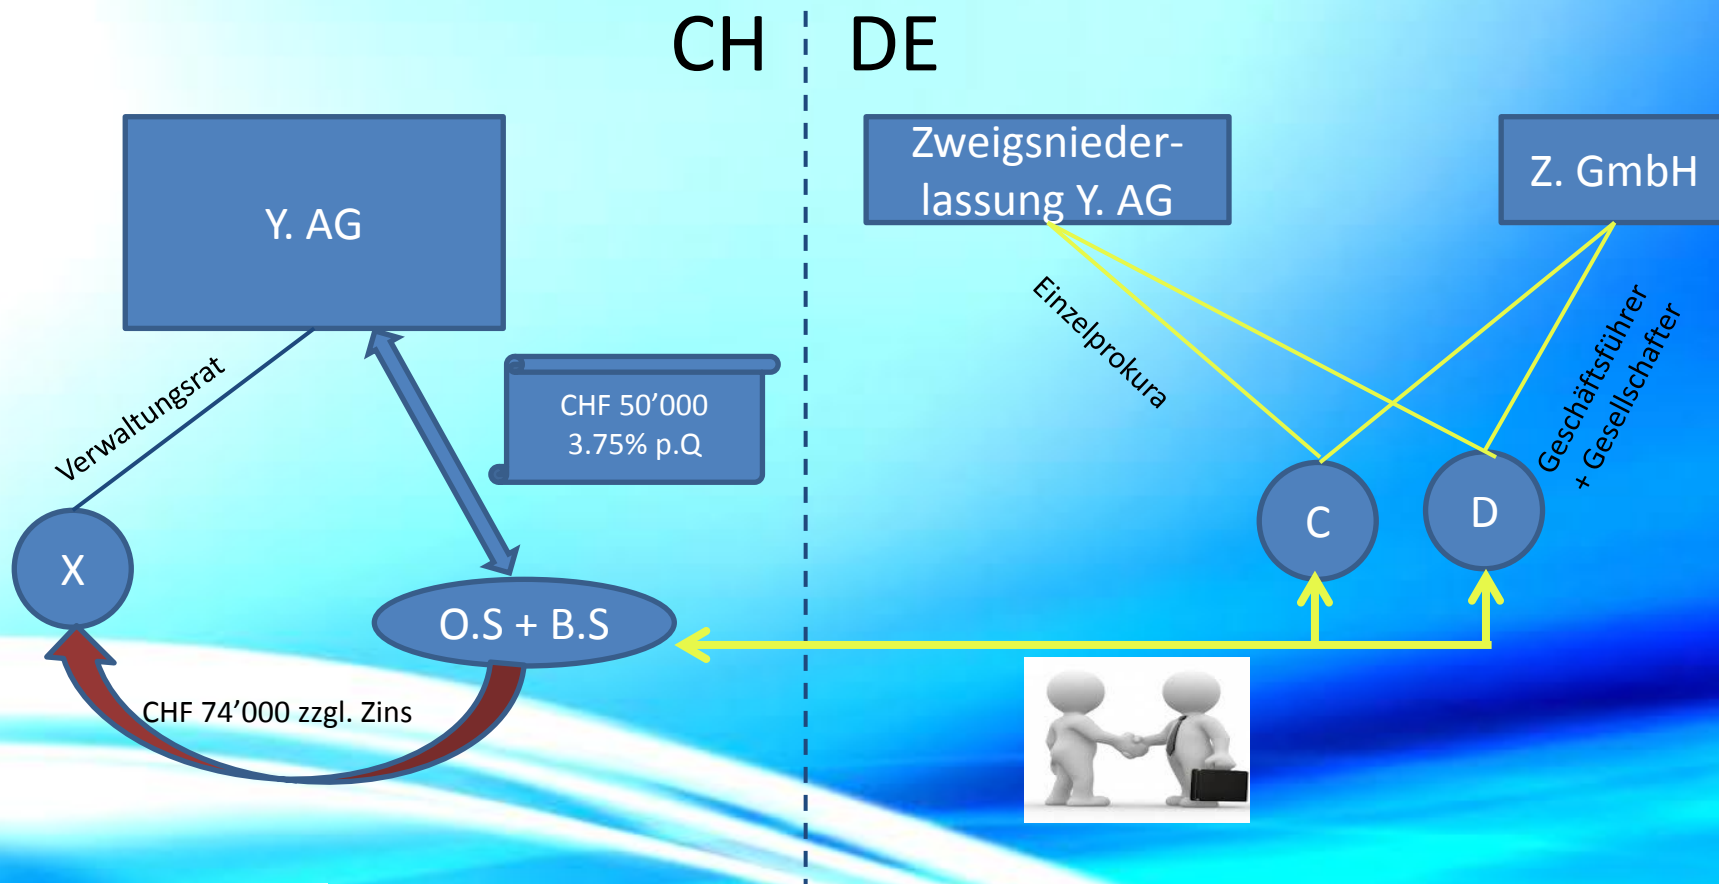 CH
DE
Y. AG
Zweigsnieder-
lassung Y. AG
Z. GmbH
Verwaltungsrat
CHF 50’000
3.75% p.Q
Einzelprokura
Geschäftsführer
+ Gesellschafter
X
C
D
O.S + B.S
CHF 74’000 zzgl. Zins